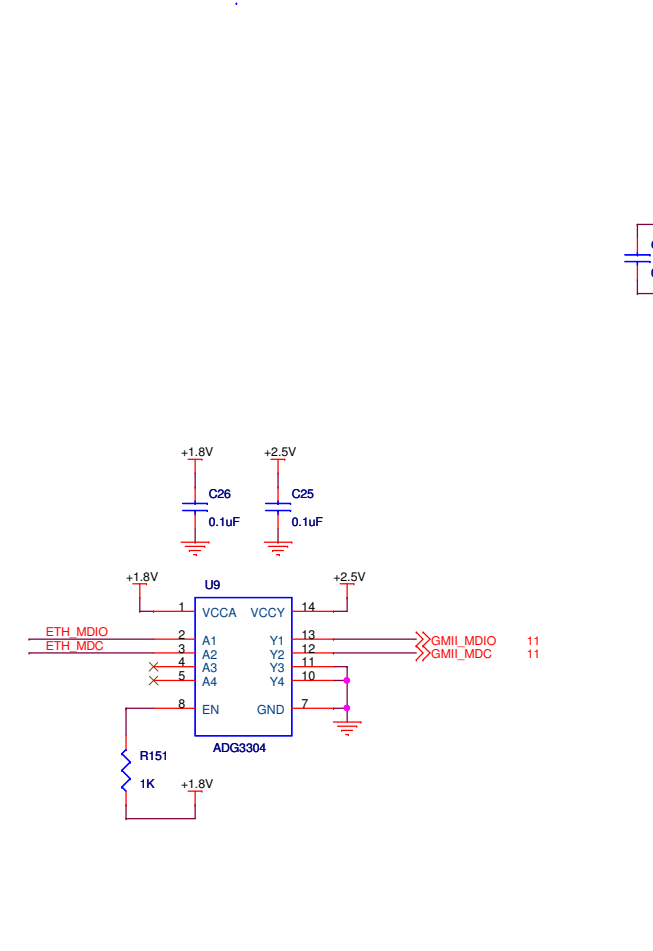 +1.8V +2.5V
C26 C25
0.1uF 0.1uF
+1.8V +2.5V
U9
1 VCCA VCCY 14
ETH_MDIO 2 A1 Y1 13 GMII_MDIO 11
ETH_MDC 3 A2 Y2 12 GMII_MDC 11
4 A3 Y3 11
5 A4 Y4 10
8 EN GND 7
ADG3304
R151
1K +1.8V